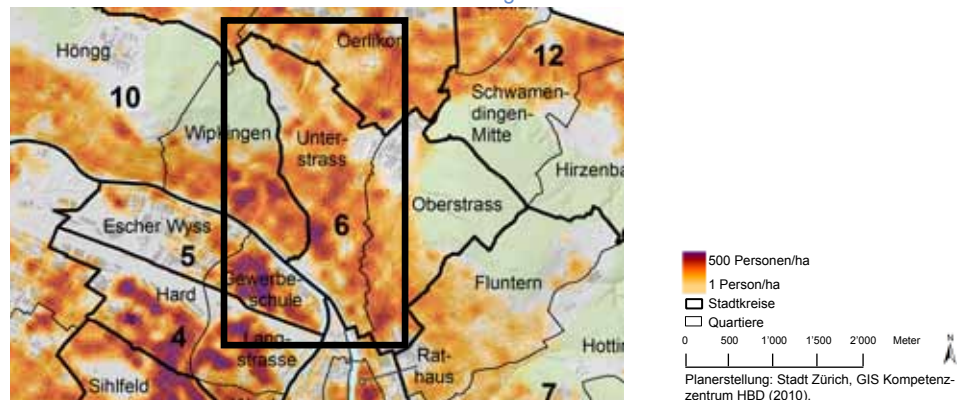 Oerlikon
Höngg
12
10
Schwamen-
dingen-
Mitte
Wipkingen
Unter-
strass
Hirzenba
Oberstrass
Escher Wyss
6
5
Gewerbe-
schule
Fluntern
Hard
4
Lang-
strasse
Rat-
haus
Hottin
Sihlfeld
7
500 Personen/ha
1 Person/ha
Stadtkreise
Quartiere
0 500 1'000 1'500 2'000 Meter
N
Planerstellung: Stadt Zürich, GIS Kompetenz-
zentrum HBD (2010).